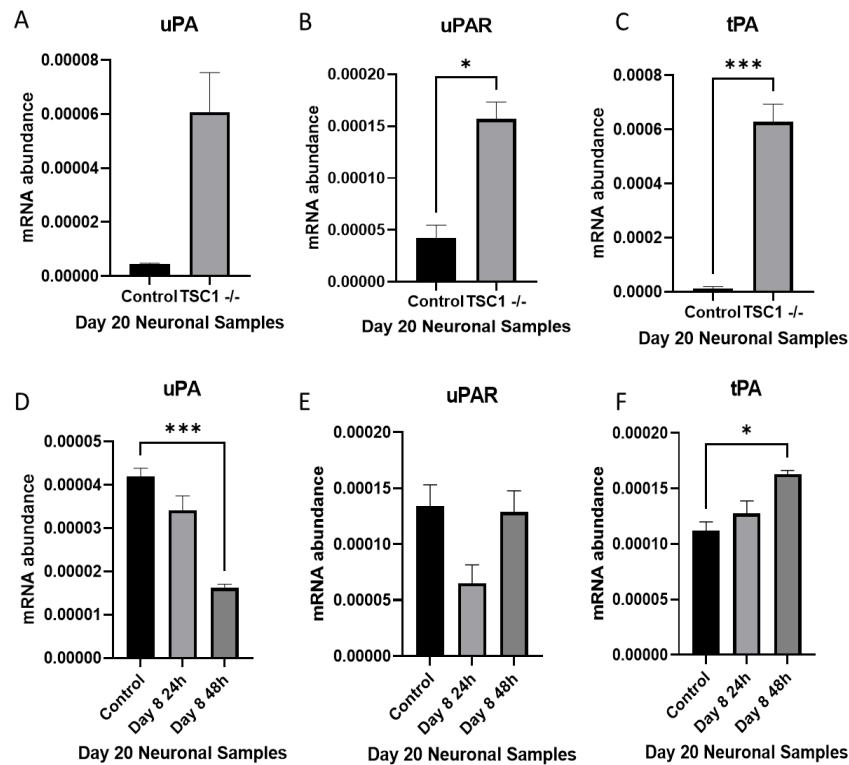 A
uPA
mRNA abundance
0.00008
0.00006
0.00004
0.00002
0.00000
Control TSC1 -/-
Day 20 Neuronal Samples
B
uPAR
mRNA abundance
0.00020
0.00015
0.00010
0.00005
0.00000
*
Control TSC1 -/-
Day 20 Neuronal Samples
C
tPA
mRNA abundance
0.0008
0.0006
0.0004
0.0002
0.0000
***
Control TSC1 -/-
Day 20 Neuronal Samples
D
uPA
mRNA abundance
0.00005
0.00004
0.00003
0.00002
0.00001
0.00000
***
Control
Day 8 24h
Day 8 48h
Day 20 Neuronal Samples
E
uPAR
mRNA abundance
0.00020
0.00015
0.00010
0.00005
0.00000
Control
Day 8 24h
Day 8 48h
Day 20 Neuronal Samples
F
tPA
mRNA abundance
0.00020
0.00015
0.00010
0.00005
0.00000
*
Control
Day 8 24h
Day 8 48h
Day 20 Neuronal Samples